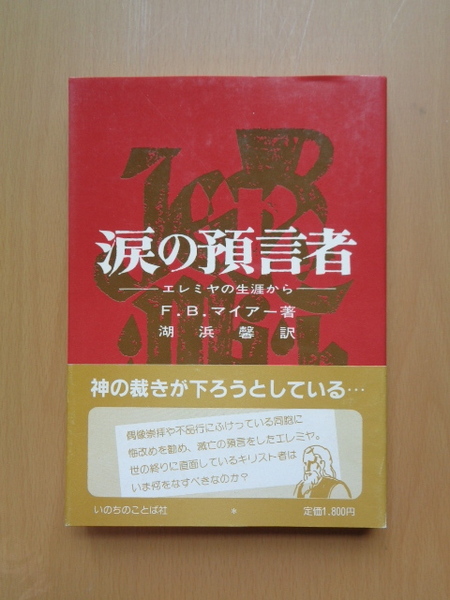 涙の預言者
エレミヤの生涯から
F.B.マイアー著
湖浜馨訳
神の裁きが下ろうとしている…
偶像崇拝や不品行にふけっている同胞に
悔改めを勧め、滅亡の預言をしたエレミヤ。
世の終りに直面しているキリスト者は
いま何をなすべきなのか?
いのちのことば社
定価1,800円